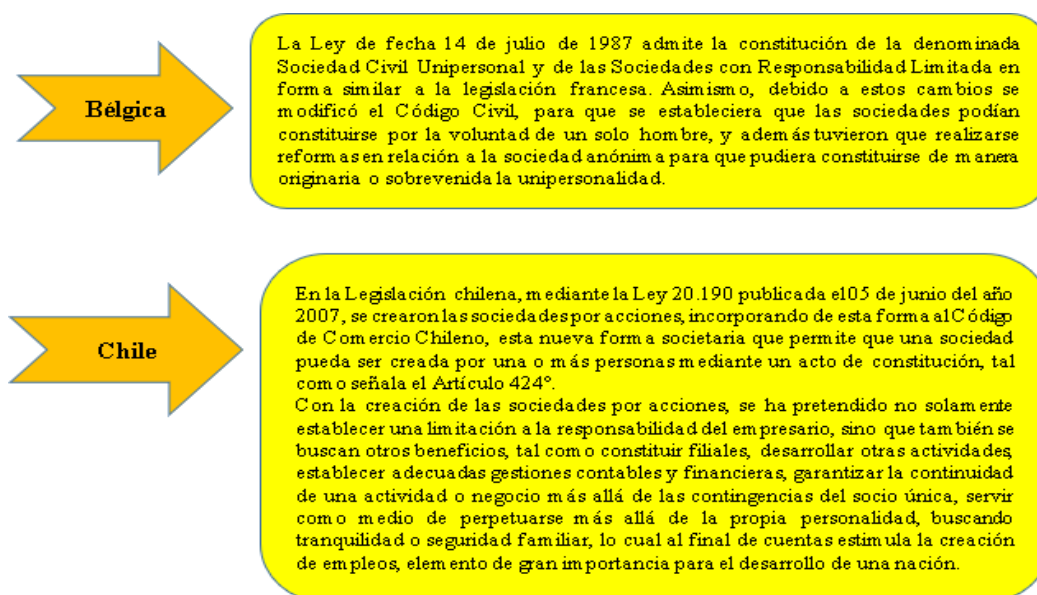 Bélgica
La Ley de fecha 14 de julio de 1987 admite la constitución de la denominada
Sociedad Civil Unipersonal y de las Sociedades con Responsabilidad Limitada en
forma similar a la legislación francesa. Asimismo, debido a estos cambios se
modificó el Código Civil, para que se estableciera que las sociedades podían
constituirse por la voluntad de un solo hombre, y además tuvieron que realizarse
reformas en relación a la sociedad anónima para que pudiera constituirse de manera
originaria o sobrevenida la unipersonalidad.
Chile
En la Legislación chilena, mediante la Ley 20.190 publicada el 05 de junio del año
2007, se crearon las sociedades por acciones, incorporando de esta forma al Código
de Comercio Chileno, esta nueva forma societaria que permite que una sociedad
pueda ser creada por una o más personas mediante un acto de constitución, tal
como señala el Artículo 424º.
Con la creación de las sociedades por acciones, se ha pretendido no solamente
establecer una limitación a la responsabilidad del empresario, sino que también se
buscan otros beneficios, tal como constituir filiales, desarrollar otras actividades,
establecer adecuadas gestiones contables y financieras, garantizar la continuidad
de una actividad o negocio más allá de las contingencias del socio única, servir
como medio de perpetuarse más allá de la propia personalidad, buscando
tranquilidad o seguridad familiar, lo cual al final de cuentas estimula la creación
de empleos, elemento de gran importancia para el desarrollo de una nación.